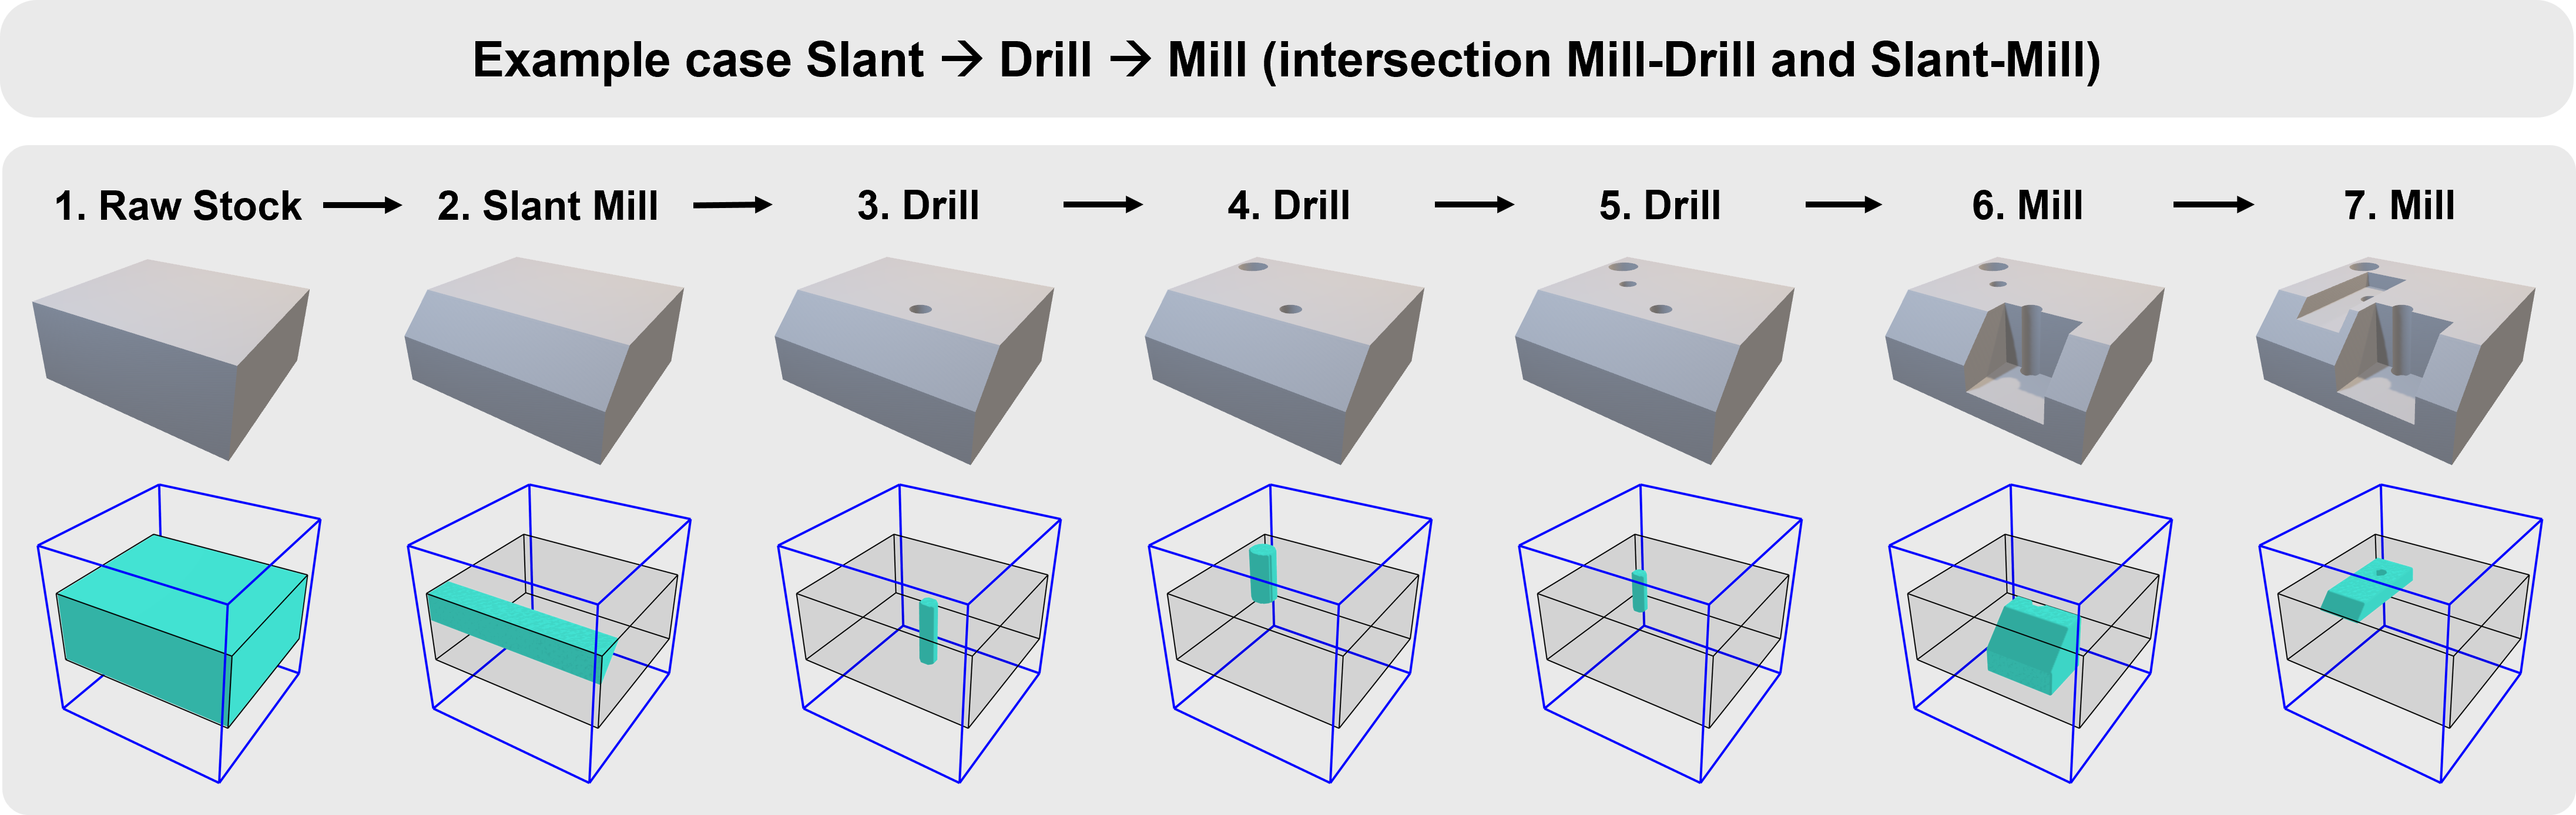 Example case Slant → Drill → Mill (intersection Mill-Drill and Slant-Mill)
1. Raw Stock → 2. Slant Mill → 3. Drill → 4. Drill → 5. Drill → 6. Mill → 7. Mill